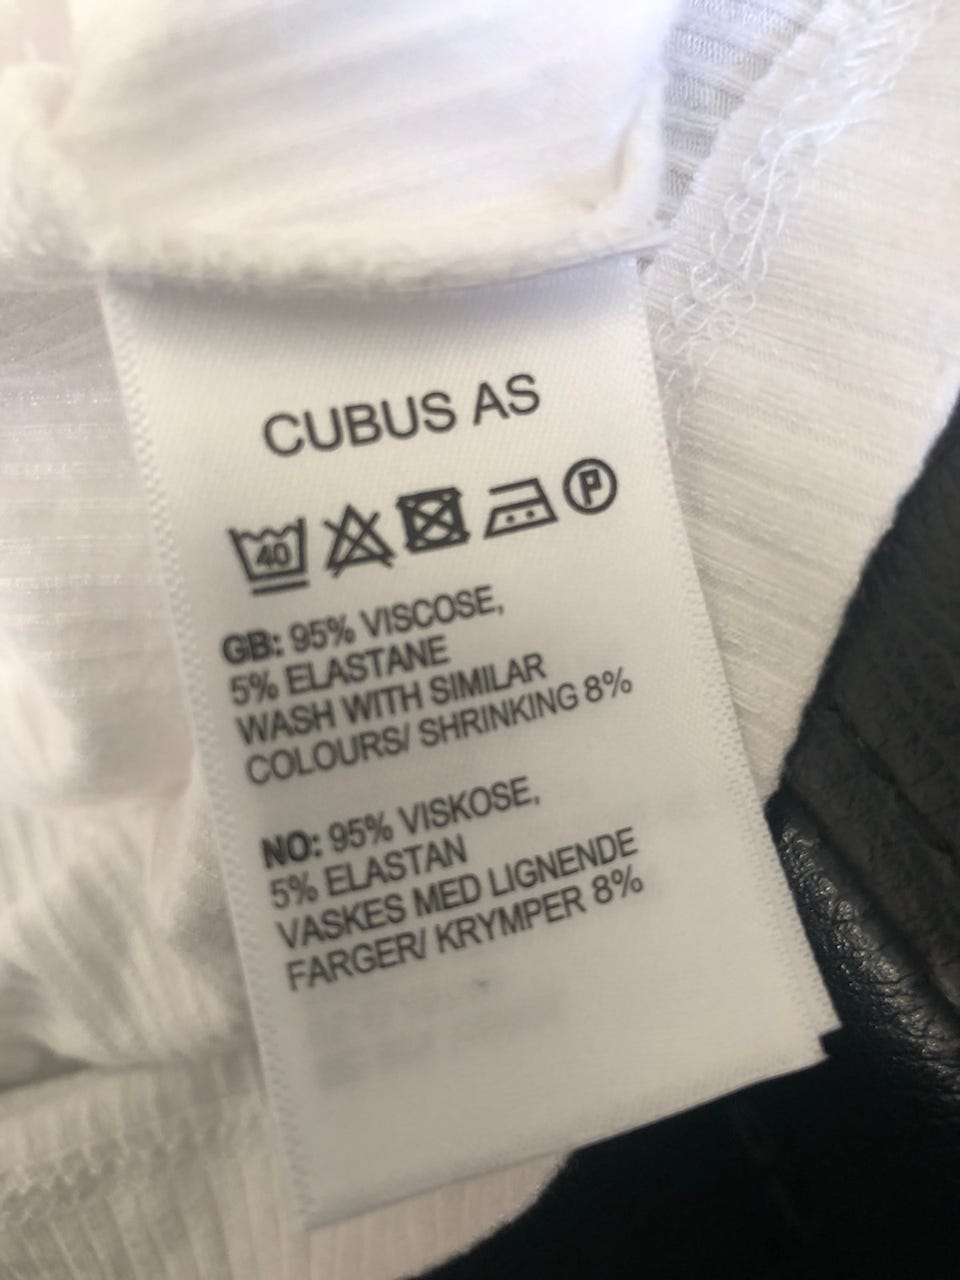 CUBUS AS
40 P
GB: 95% VISCOSE,
5% ELASTANE
WASH WITH SIMILAR
COLOURS/ SHRINKING 8%
NO: 95% VISKOSE,
5% ELASTAN
VASKES MED LIGNENDE
FARGER/ KRYMPER 8%